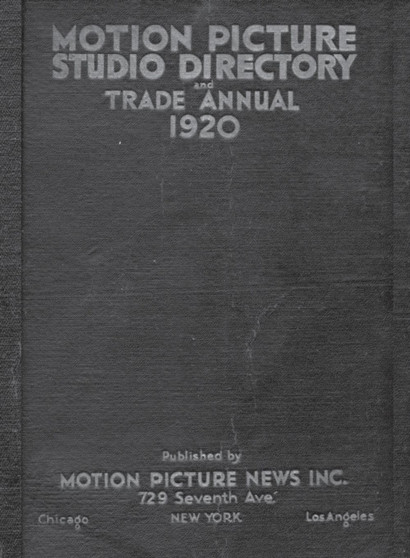 MOTION PICTURE
STUDIO DIRECTORY
and
TRADE ANNUAL
1920
Published by
MOTION PICTURE NEWS INC.
729 Seventh Ave.
Chicago NEW YORK Los Angeles